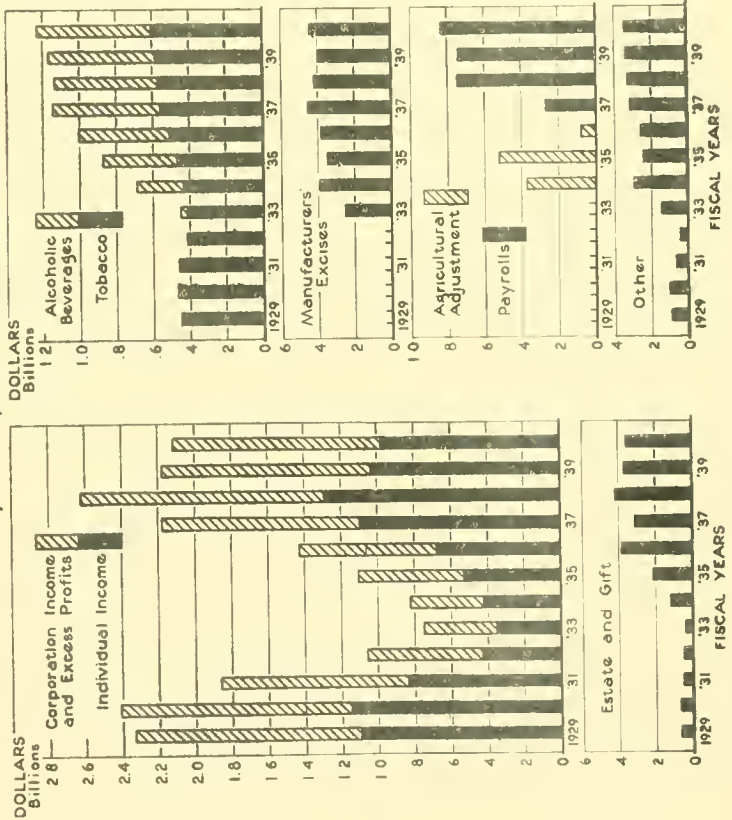 DOLLARS
Billions
2 8
2.6
2.4
2.2
2.0
1.8
1 6
1 4
1.2
1 0
.8
.6
.4
.2
0
Corporation Income
and Excess Profits
Individual Income
1929 '31 '33 '35 37 '39
4
2
0
Estate and Gift
1929 '31 '33 '35 '37 '39
FISCAL YEARS
DOLLARS
Billions
1 2
1.0
.8
.6
.4
.2
0
Alcoholic
Beverages
Tobacco
1929 '31 '33 '35 '37 '39
6
4
2
0
Manufacturers'
Excises
1929 '31 '33 '35 '37 '39
1 0
.8
.6
.4
.2
0
Agricultural
Adjustment
Payrolls
1929 '31 33 '35 37 '39
4
2
0
Other
1929 '31 '33 '35 '37 '39
FISCAL YEARS